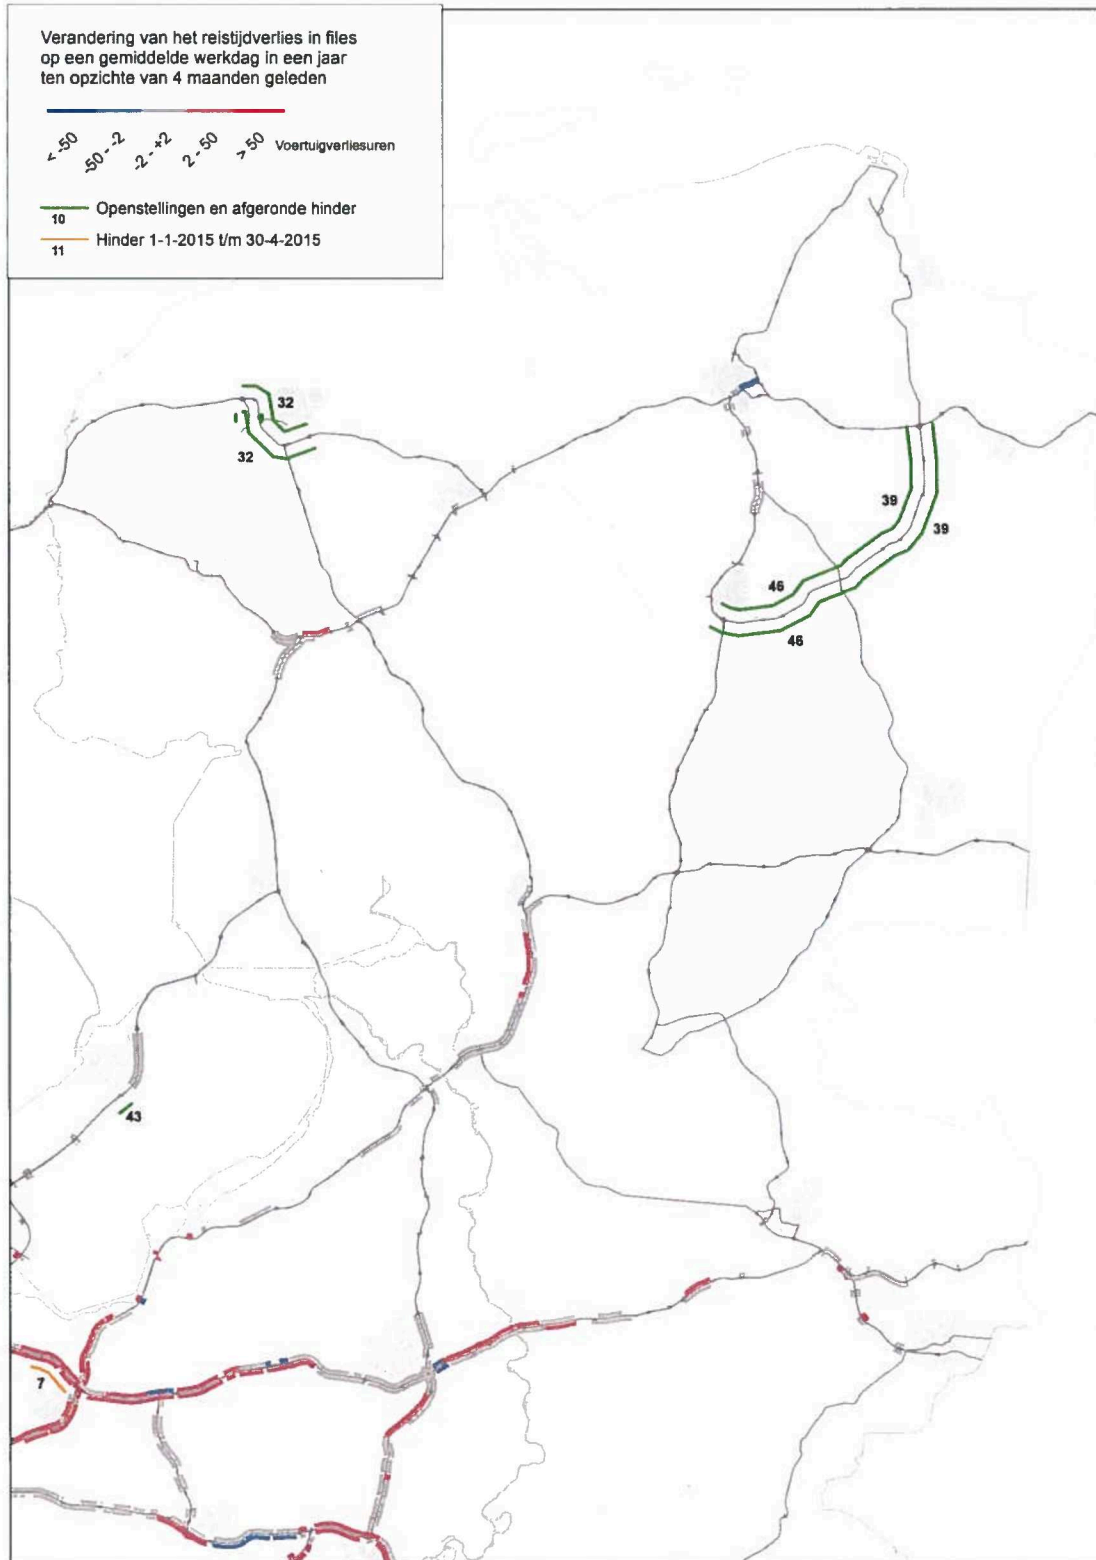 Verandering van het reistijdverlies in files
op een gemiddelde werkdag in een jaar
ten opzichte van 4 maanden geleden
< -50
-50 - -2
-2 - +2
2 - 50
> 50
Voertuigverliesuren
10 Openstellingen en afgeronde hinder
11 Hinder 1-1-2015 t/m 30-4-2015
32
32
39
39
46
46
43
7